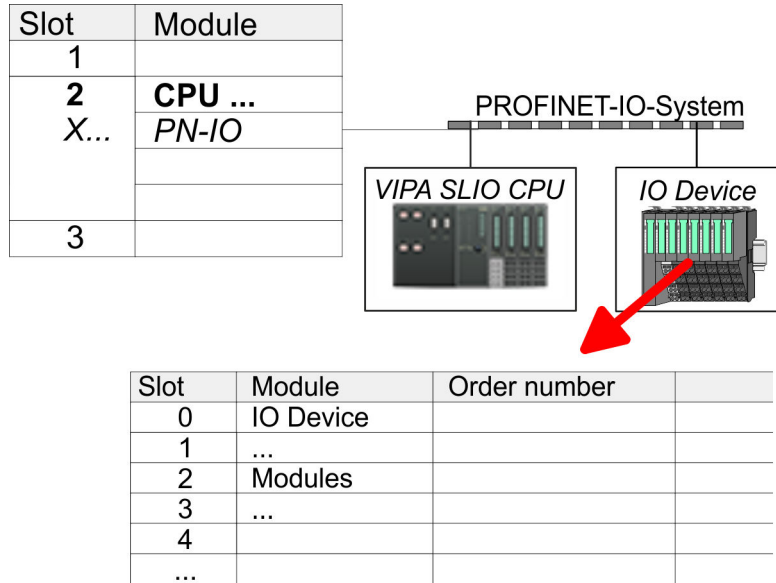 Slot Module
1
2 CPU ...
X... PN-IO
3
PROFINET-IO-System
VIPA SLIO CPU
IO Device
Slot Module Order number
0 IO Device
1 ...
2 Modules
3 ...
4
...